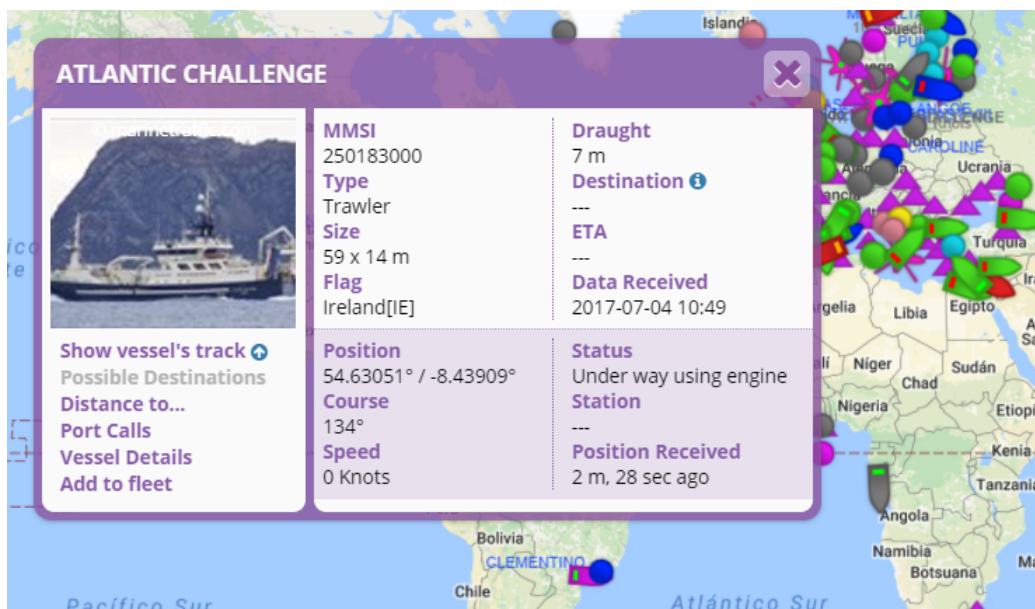 Islandia
Suecia
ATLANTIC CHALLENGE
MMSI
250183000
Type
Trawler
Size
59 x 14 m
Flag
Ireland[IE]
Draught
7 m
Destination
---
ETA
---
Data Received
2017-07-04 10:49
Show vessel's track
Possible Destinations
Distance to...
Port Calls
Vessel Details
Add to fleet
Position
54.63051° / -8.43909°
Course
134°
Speed
0 Knots
Status
Under way using engine
Station
---
Position Received
2 m, 28 sec ago
CAROLINE
Ucrania
Turquía
Libia
Egipto
Níger
Chad
Sudán
Nigeria
Kenia
Angola
Namibia
Botsuana
Bolivia
CLEMENTINO
Chile
Pacífico Sur
Atlántico Sur